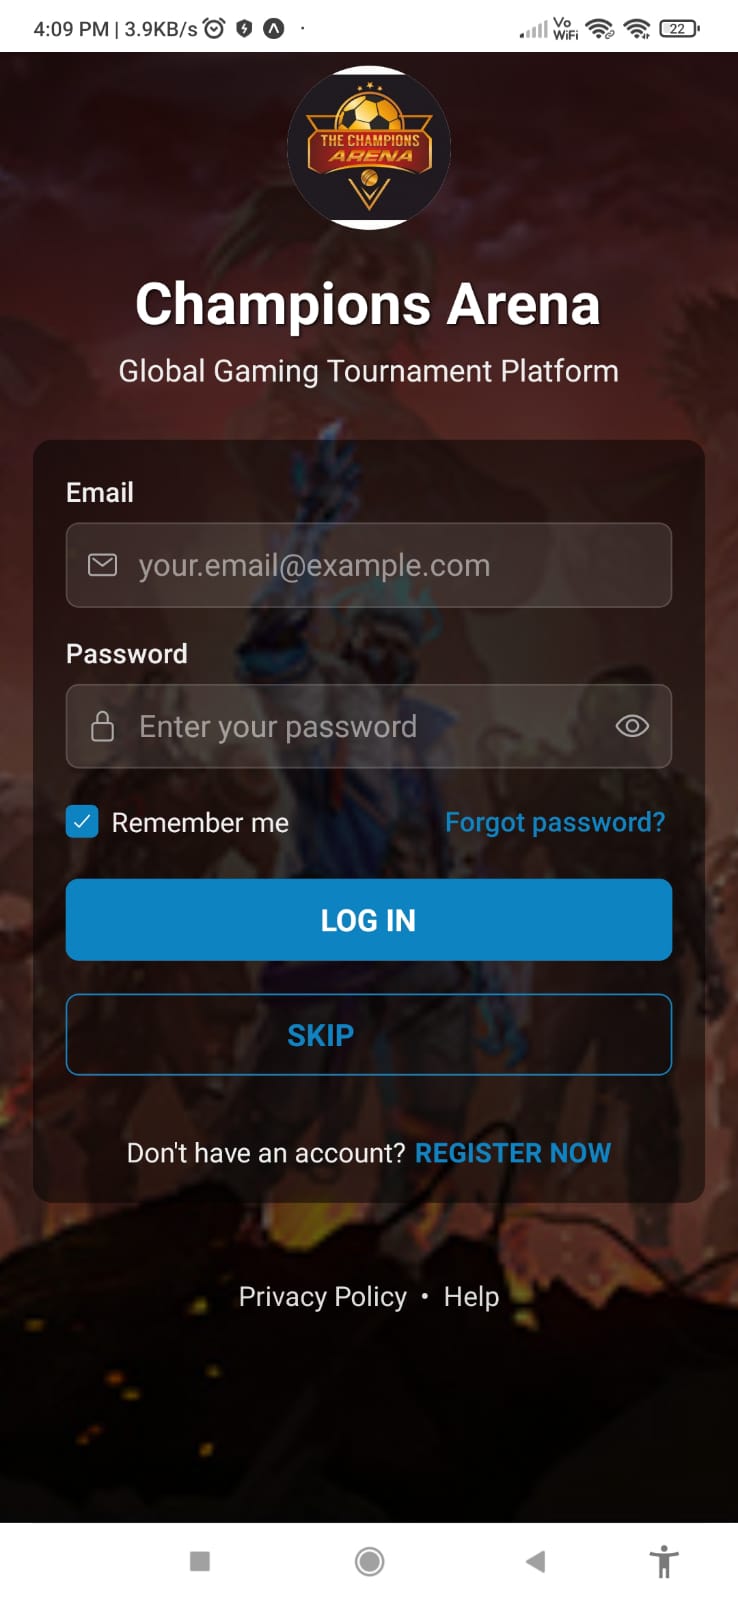 4:09 PM | 3.9KB/s
Vo
WiFi
22
THE CHAMPIONS
ARENA
Champions Arena
Global Gaming Tournament Platform
Email
your.email@example.com
Password
Enter your password
Remember me Forgot password?
LOG IN
SKIP
Don't have an account? REGISTER NOW
Privacy Policy • Help